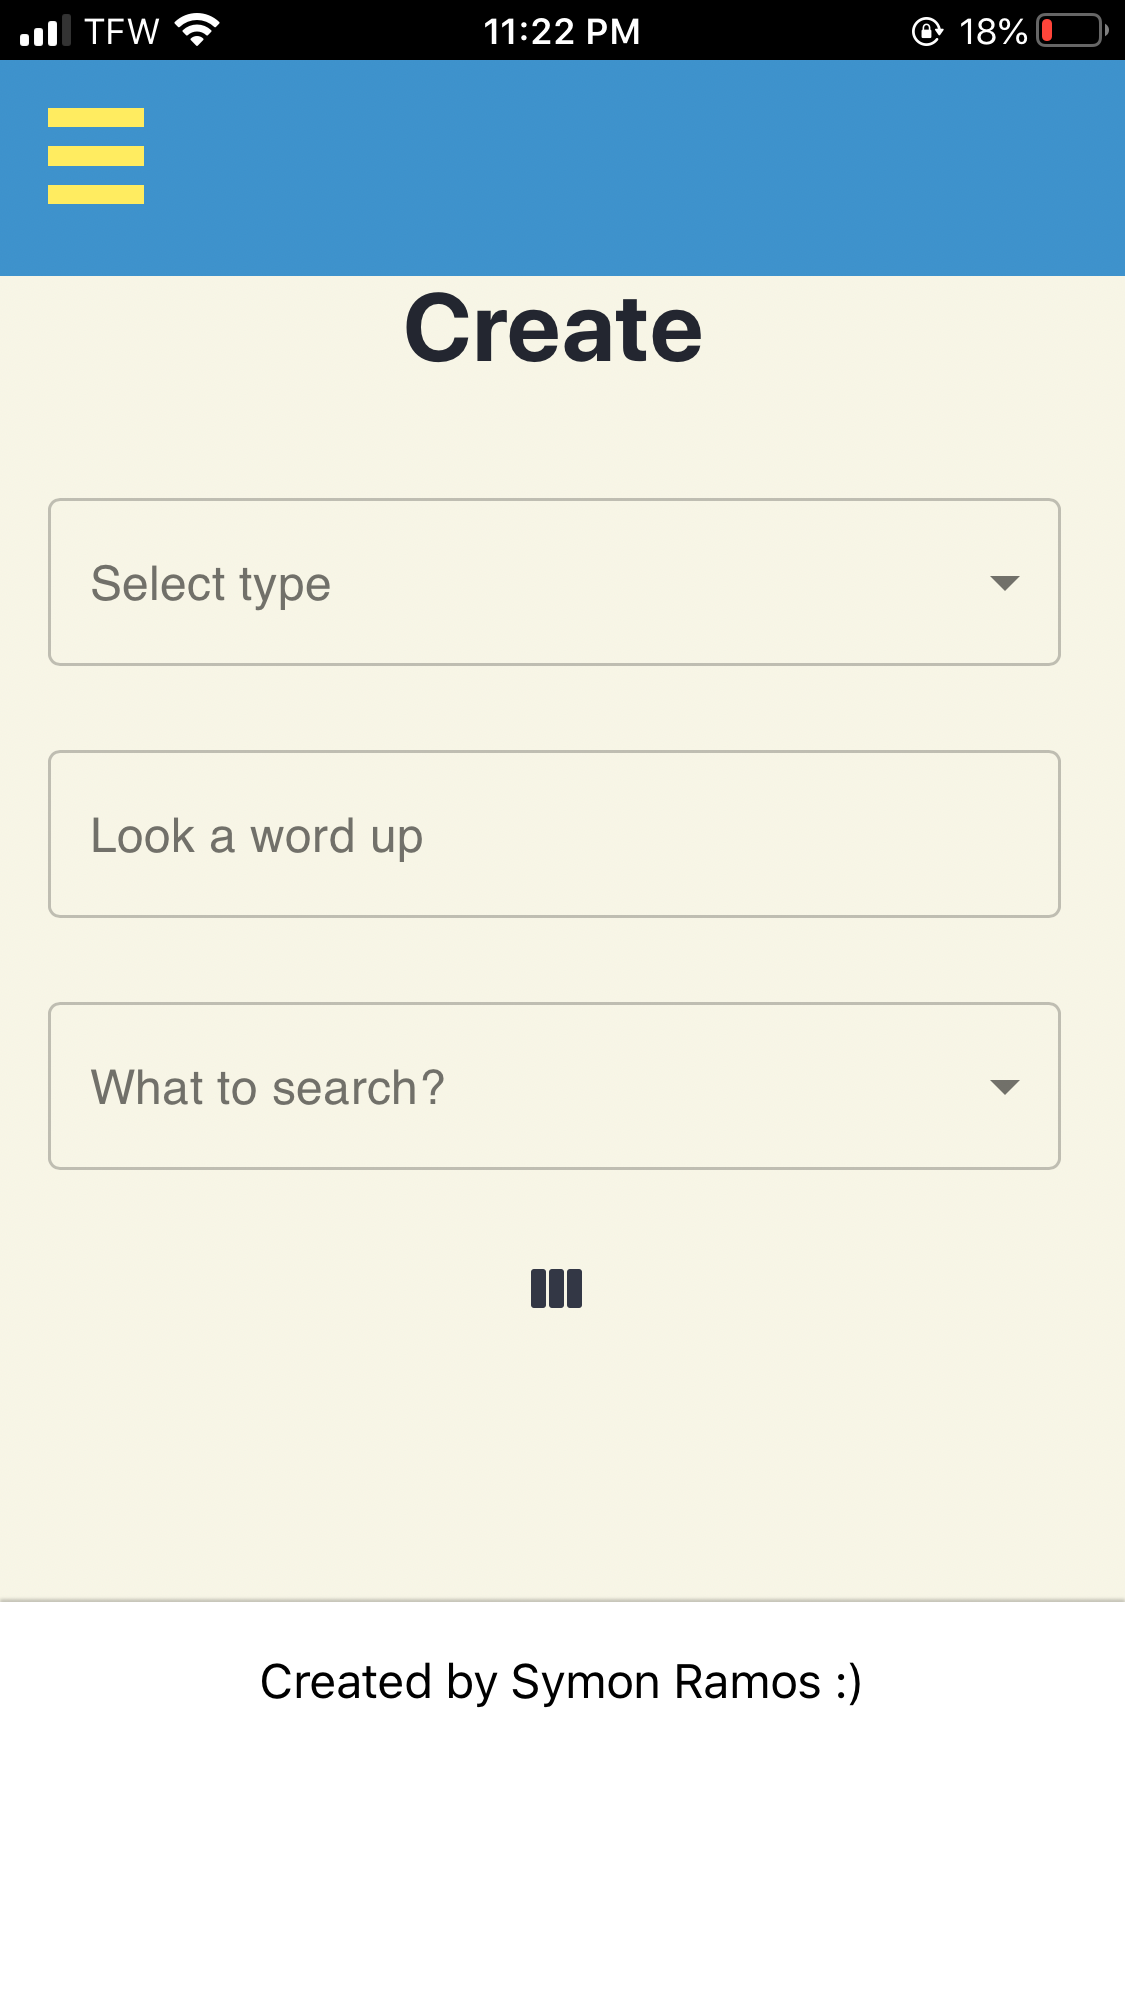 TFW 11:22 PM 18%
Create
Select type
Look a word up
What to search?
Created by Symon Ramos :)